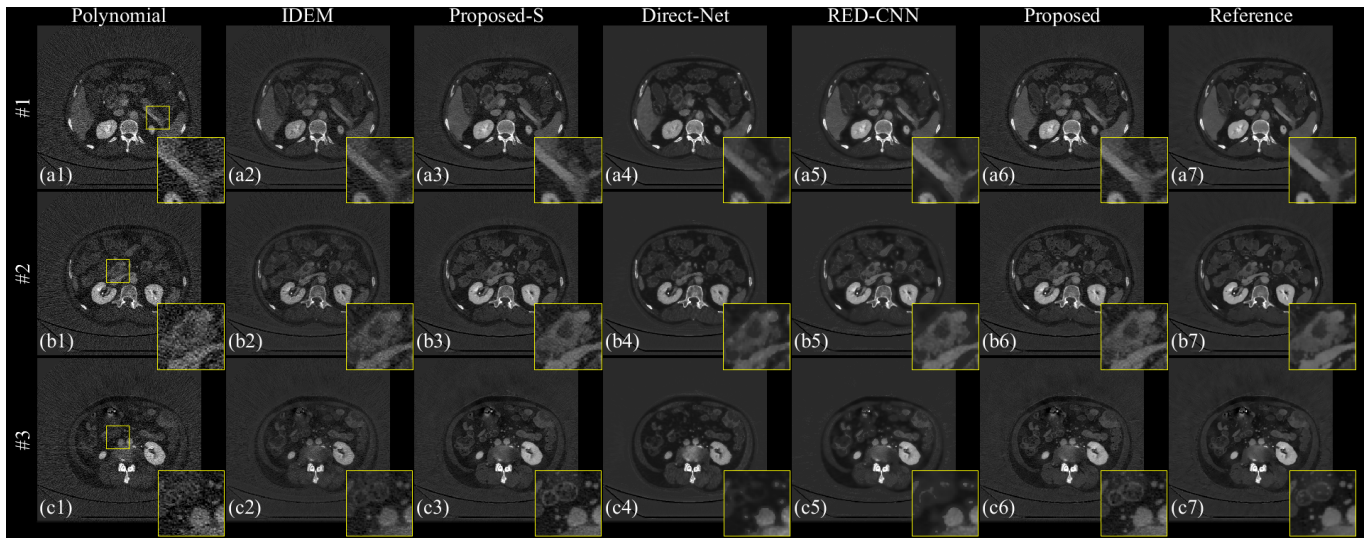 Polynomial IDEM Proposed-S Direct-Net RED-CNN Proposed Reference
#1
(a1) (a2) (a3) (a4) (a5) (a6) (a7)
#2
(b1) (b2) (b3) (b4) (b5) (b6) (b7)
#3
(c1) (c2) (c3) (c4) (c5) (c6) (c7)